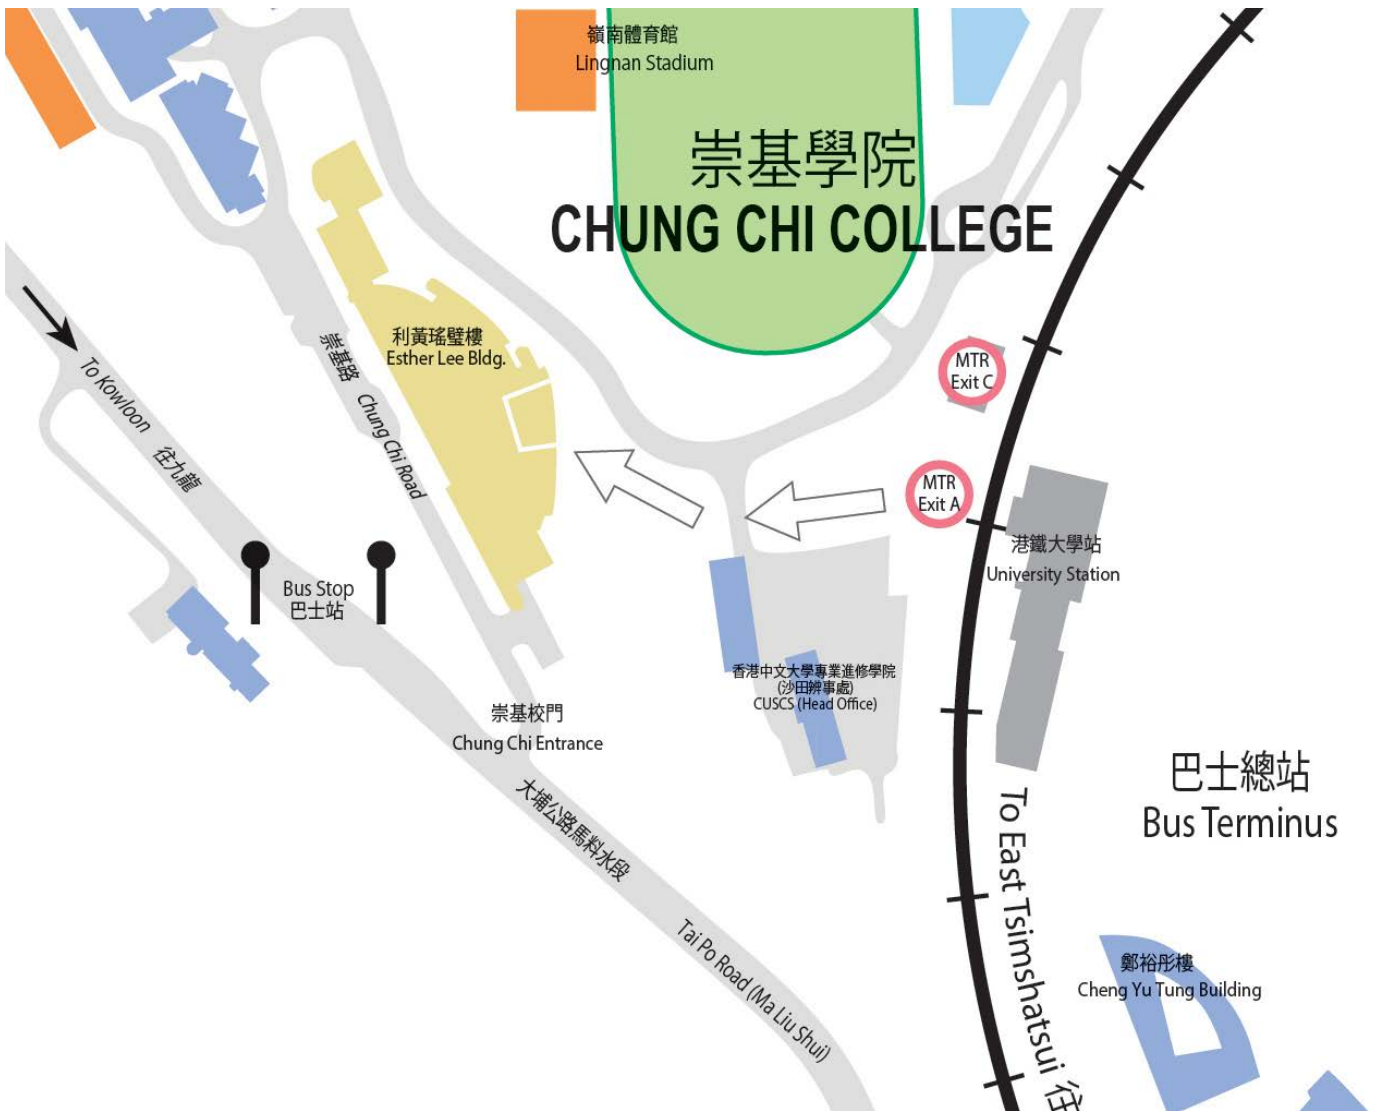 嶺南體育館
Lingnan Stadium
崇基學院
CHUNG CHI COLLEGE
利黃瑤璧樓
Esther Lee Bldg.
崇基路 Chung Chi Road
MTR
Exit C
To Kowloon 往九龍
MTR
Exit A
港鐵大學站
University Station
Bus Stop
巴士站
香港中文大學專業進修學院
(沙田辨事處)
CUSCS (Head Office)
崇基校門
Chung Chi Entrance
巴士總站
Bus Terminus
大埔公路馬料水段
Tai Po Road (Ma Liu Shui)
To East Tsimshatsui 往
鄭裕彤樓
Cheng Yu Tung Building